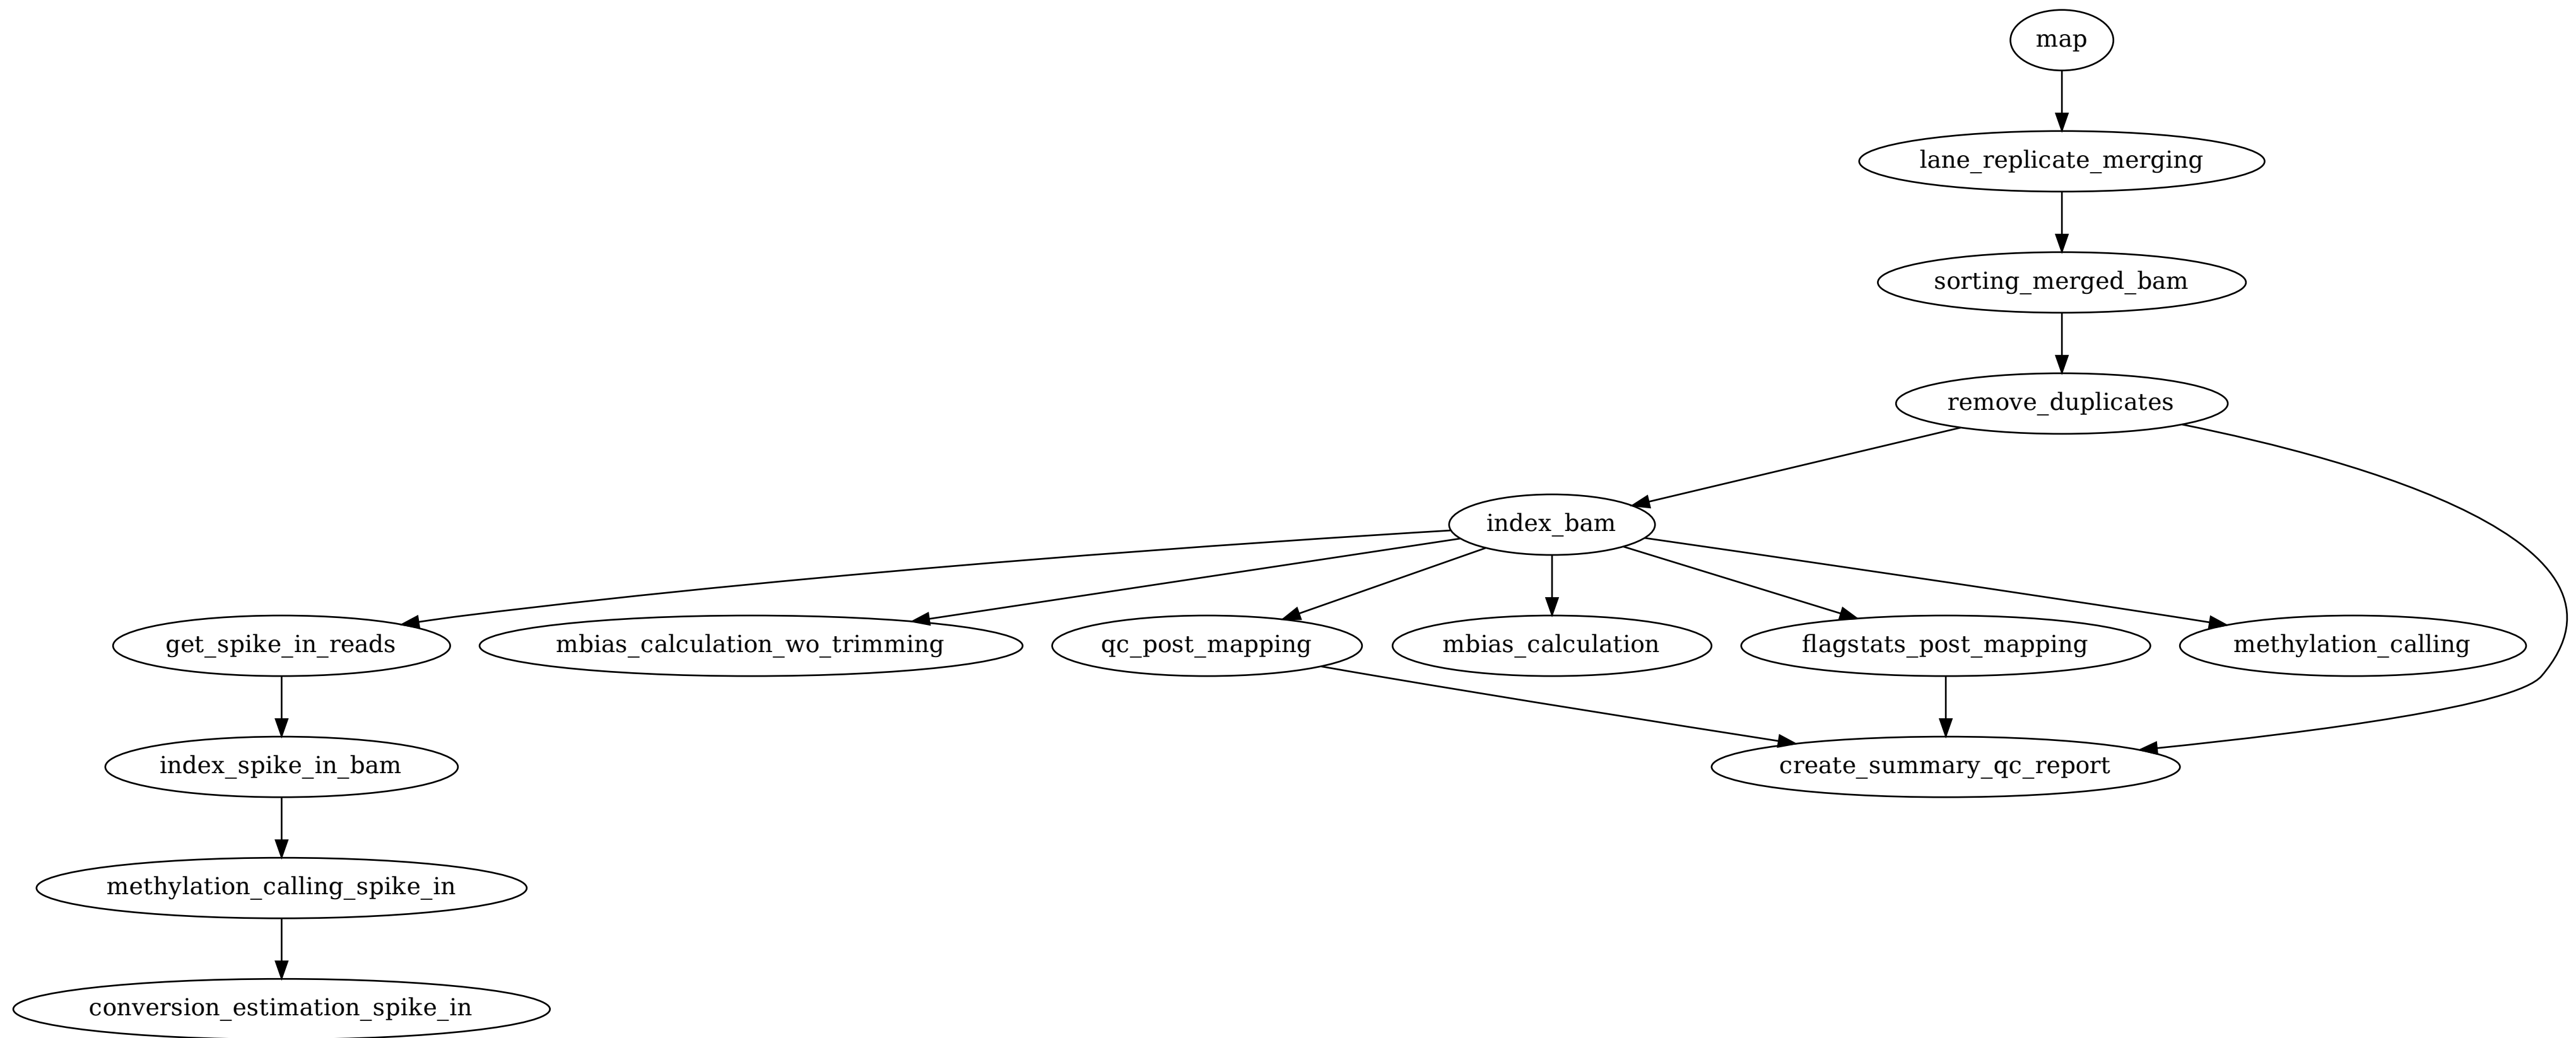 map
lane_replicate_merging
sorting_merged_bam
remove_duplicates
index_bam
get_spike_in_reads
mbias_calculation_wo_trimming
qc_post_mapping
mbias_calculation
flagstats_post_mapping
methylation_calling
index_spike_in_bam
create_summary_qc_report
methylation_calling_spike_in
conversion_estimation_spike_in